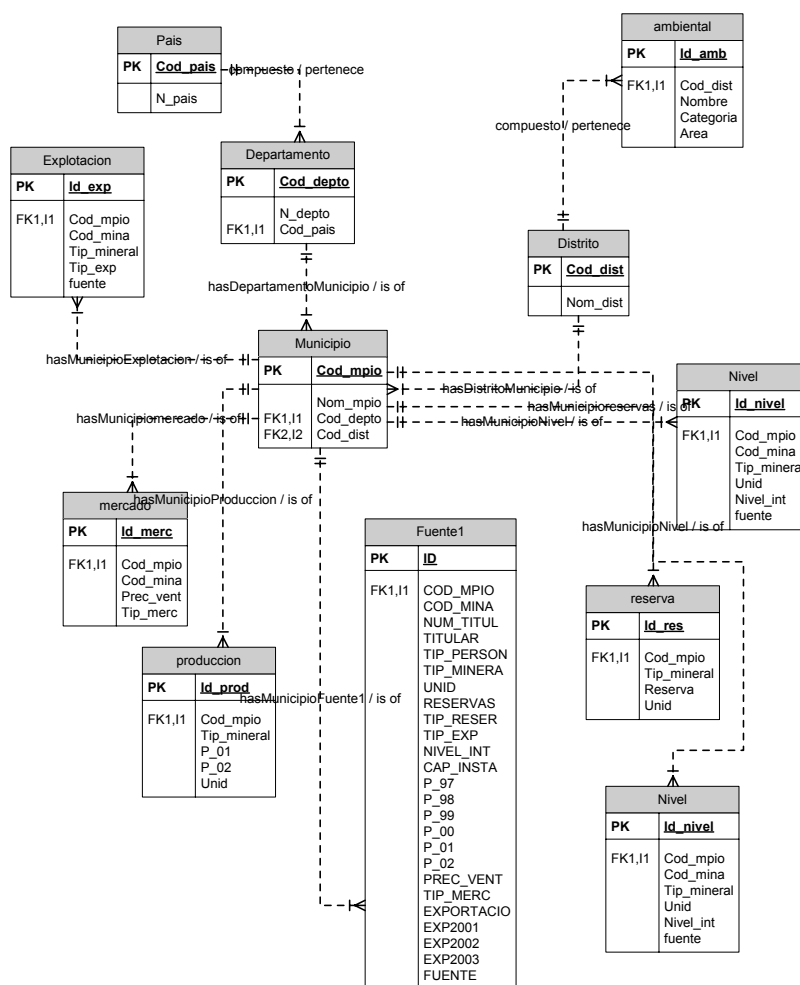 Pais
PK Cod_pais
N_pais
compuesto / pertenece
ambiental
PK Id_amb
FK1,I1 Cod_dist
Nombre
Categoria
Area
compuesto / pertenece
Explotacion
PK Id_exp
FK1,I1 Cod_mpio
Cod_mina
Tip_mineral
Tip_exp
fuente
Departamento
PK Cod_depto
N_depto
FK1,I1 Cod_pais
Distrito
PK Cod_dist
Nom_dist
hasDepartamentoMunicipio / is of
Municipio
PK Cod_mpio
Nom_mpio
FK1,I1 Cod_depto
FK2,I2 Cod_dist
hasMunicipioExplotacion / is of
hasDistritoMunicipio / is of
hasMunicipiomercado / is of
hasMunicipioreservas / is of
hasMunicipioNivel / is of
Nivel
PK Id_nivel
FK1,I1 Cod_mpio
Cod_mina
Tip_minera
Unid
Nivel_int
fuente
hasMunicipioProduccion / is of
mercado
PK Id_merc
FK1,I1 Cod_mpio
Cod_mina
Prec_vent
Tip_merc
hasMunicipioNivel / is of
Fuente1
PK ID
FK1,I1 COD_MPIO
COD_MINA
NUM_TITUL
TITULAR
TIP_PERSON
TIP_MINERA
UNID
RESERVAS
TIP_RESER
TIP_EXP
NIVEL_INT
CAP_INSTA
P_97
P_98
P_99
P_00
P_01
P_02
PREC_VENT
TIP_MERC
EXPORTACIO
EXP2001
EXP2002
EXP2003
FUENTE
reserva
PK Id_res
FK1,I1 Cod_mpio
Tip_mineral
Reserva
Unid
produccion
PK Id_prod
FK1,I1 Cod_mpio
Tip_mineral
P_01
P_02
Unid
hasMunicipioFuente1 / is of
Nivel
PK Id_nivel
FK1,I1 Cod_mpio
Cod_mina
Tip_mineral
Unid
Nivel_int
fuente